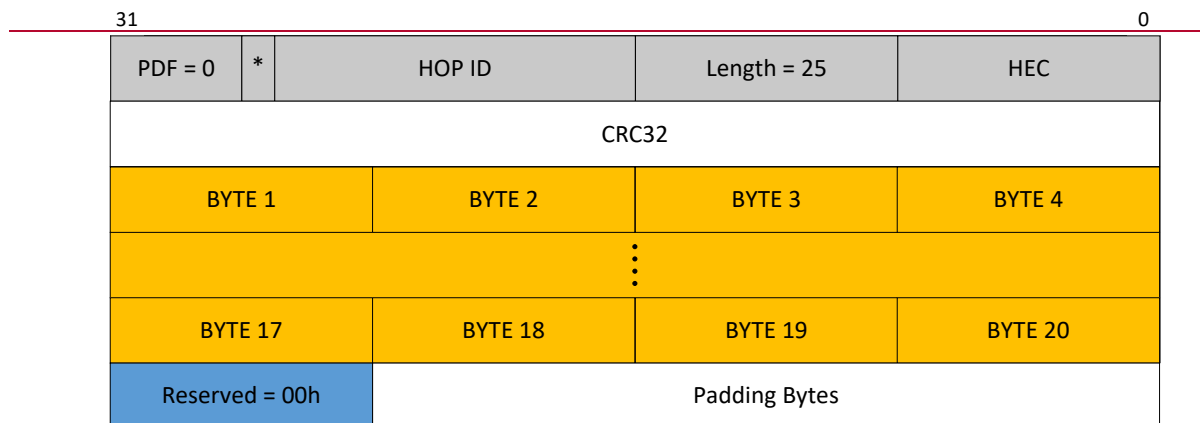 31 0
PDF = 0 * HOP ID Length = 25 HEC
CRC32
BYTE 1 BYTE 2 BYTE 3 BYTE 4
BYTE 17 BYTE 18 BYTE 19 BYTE 20
Reserved = 00h Padding Bytes